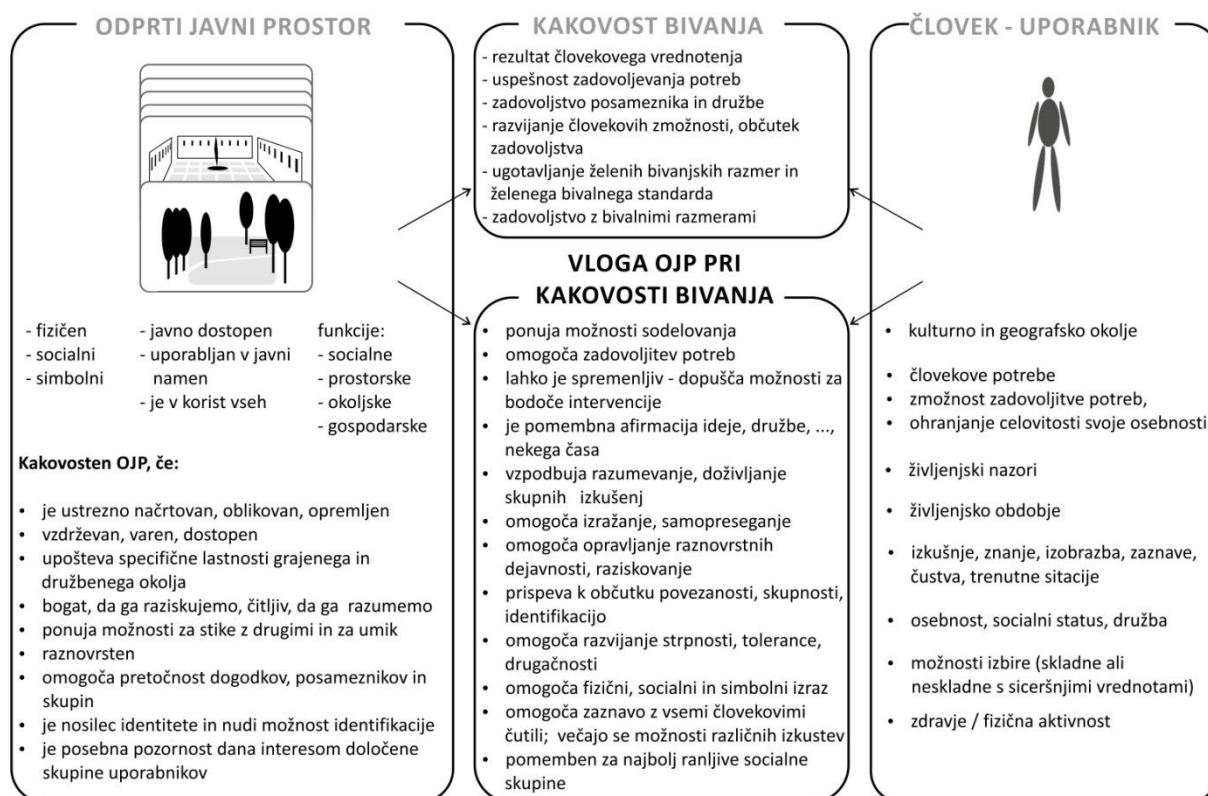 ODPRTI JAVNI PROSTOR
- fizičen
- socialni
- simbolni
- javno dostopen
- uporabljan v javni
namen
- je v korist vseh
funkcije:
- socialne
- prostorske
- okoljske
- gospodarske
Kakovosten OJP, če:
• je ustrezno načrtovan, oblikovan, opremljen
• vzdrževan, varen, dostopen
• upošteva specifične lastnosti grajenega in
družbenega okolja
• bogat, da ga raziskujemo, čitljiv, da ga razumemo
• ponuja možnosti za stike z drugimi in za umik
• raznovrsten
• omogoča pretočnost dogodkov, posameznikov in
skupin
• je nosilec identitete in nudi možnost identifikacije
• je posebna pozornost dana interesom določene
skupine uporabnikov
KAKOVOST BIVANJA
- rezultat človekovega vrednotenja
- uspešnost zadovoljevanja potreb
- zadovoljstvo posameznika in družbe
- razvijanje človekovih zmožnosti, občutek
zadovoljstva
- ugotavljanje želenih bivanjskih razmer in
želenega bivalnega standarda
- zadovoljstvo z bivalnimi razmerami
VLOGA OJP PRI
KAKOVOSTI BIVANJA
• ponuja možnosti sodelovanja
• omogoča zadovoljitev potreb
• lahko je spremenljiv - dopušča možnosti za
bodoče intervencije
• je pomembna afirmacija ideje, družbe, ...,
nekega časa
• vzpodbuja razumevanje, doživljanje
skupnih izkušenj
• omogoča izražanje, samopreseganje
• omogoča opravljanje raznovrstnih
dejavnosti, raziskovanje
• prispeva k občutku povezanosti, skupnosti,
identifikacijo
• omogoča razvijanje strpnosti, tolerance,
drugačnosti
• omogoča fizični, socialni in simbolni izraz
• omogoča zaznavo z vsemi človekovimi
čutili; večajo se možnosti različnih izkustev
• pomemben za najbolj ranljive socialne
skupine
ČLOVEK - UPORABNIK
• kulturno in geografsko okolje
• človekove potrebe
• zmožnost zadovoljitve potreb,
• ohranjanje celovitosti svoje osebnosti
• življenjski nazori
• življenjsko obdobje
• izkušnje, znanje, izobrazba, zaznave,
čustva, trenutne sitacije
• osebnost, socialni status, družba
• možnosti izbire (skladne ali
neskladne s siceršnjimi vrednotami)
• zdravje / fizična aktivnost